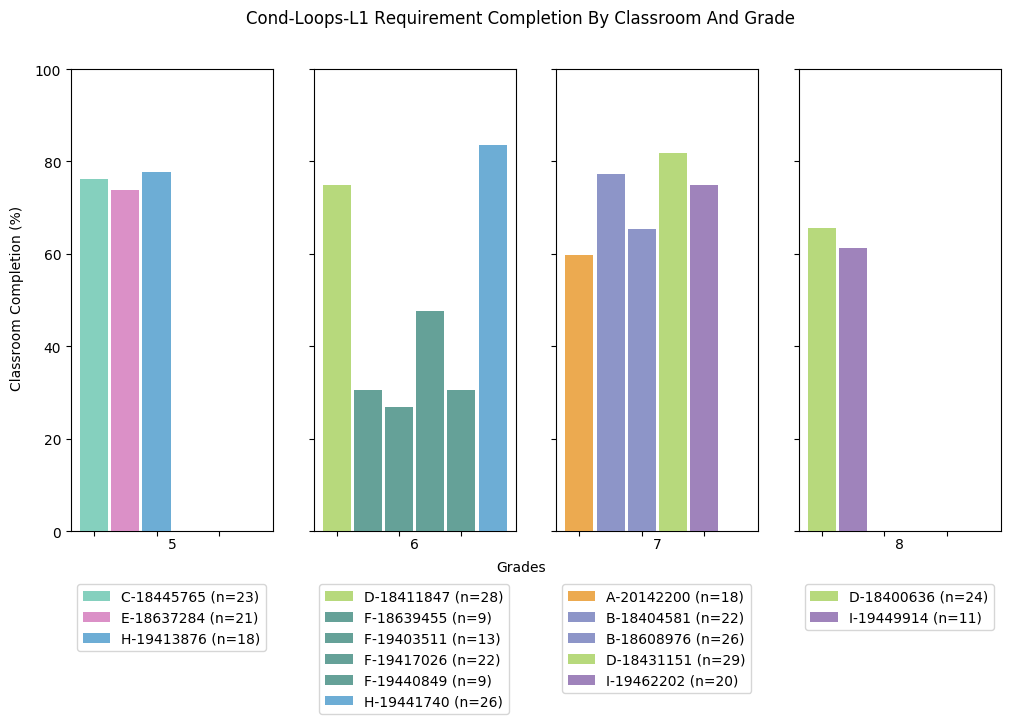 Cond-Loops-L1 Requirement Completion By Classroom And Grade
Classroom Completion (%)
100
80
60
40
20
0
5
6
7
8
Grades
C-18445765 (n=23)
E-18637284 (n=21)
H-19413876 (n=18)
D-18411847 (n=28)
F-18639455 (n=9)
F-19403511 (n=13)
F-19417026 (n=22)
F-19440849 (n=9)
H-19441740 (n=26)
A-20142200 (n=18)
B-18404581 (n=22)
B-18608976 (n=26)
D-18431151 (n=29)
I-19462202 (n=20)
D-18400636 (n=24)
I-19449914 (n=11)